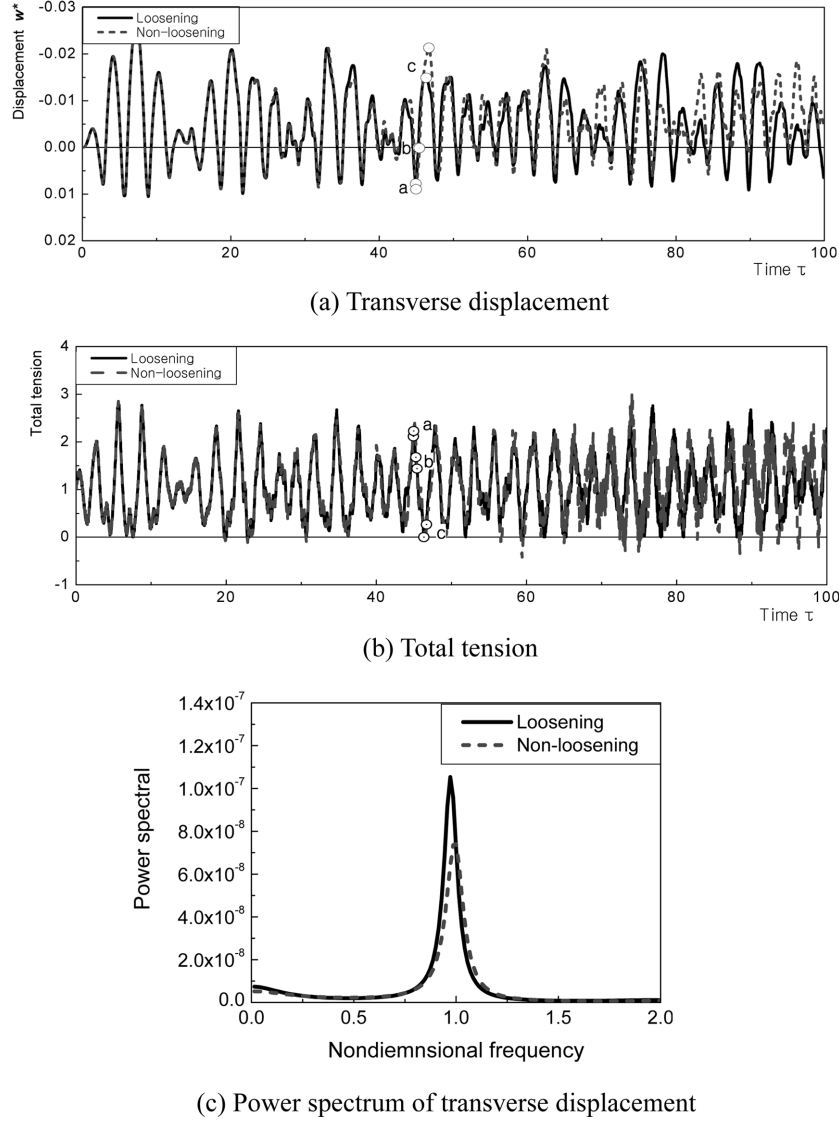 Displacement w*
-0.03
-0.02
-0.01
0.00
0.01
0.02
Loosening
Non-loosening
c
b
a
0 20 40 60 80 100
Time τ
(a) Transverse displacement
Total tension
4
3
2
1
0
-1
Loosening
Non-loosening
a
b
c
0 20 40 60 80 100
Time τ
(b) Total tension
Power spectral
1.4x10-7
1.2x10-7
1.0x10-7
8.0x10-8
6.0x10-8
4.0x10-8
2.0x10-8
0.0
Loosening
Non-loosening
0.0 0.5 1.0 1.5 2.0
Nondiemnsional frequency
(c) Power spectrum of transverse displacement